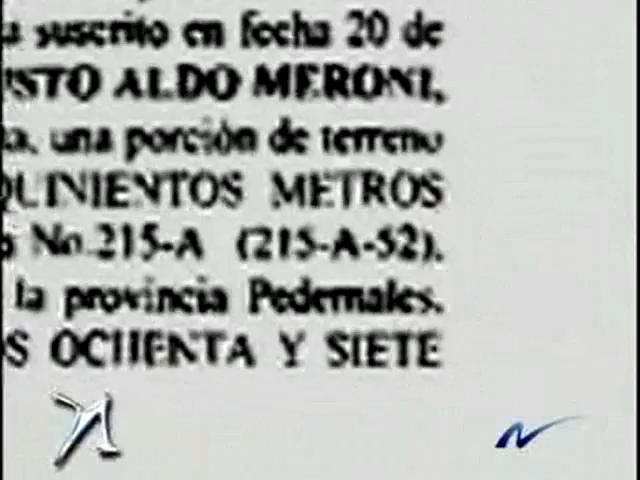 a suscrito en fecha 20 de
ISTO ALDO MERONI,
a, una porción de terreno
QUINIENTOS METROS
No.215-A (215-A-52),
la provincia Pedernales.
S OCHENTA Y SIETE